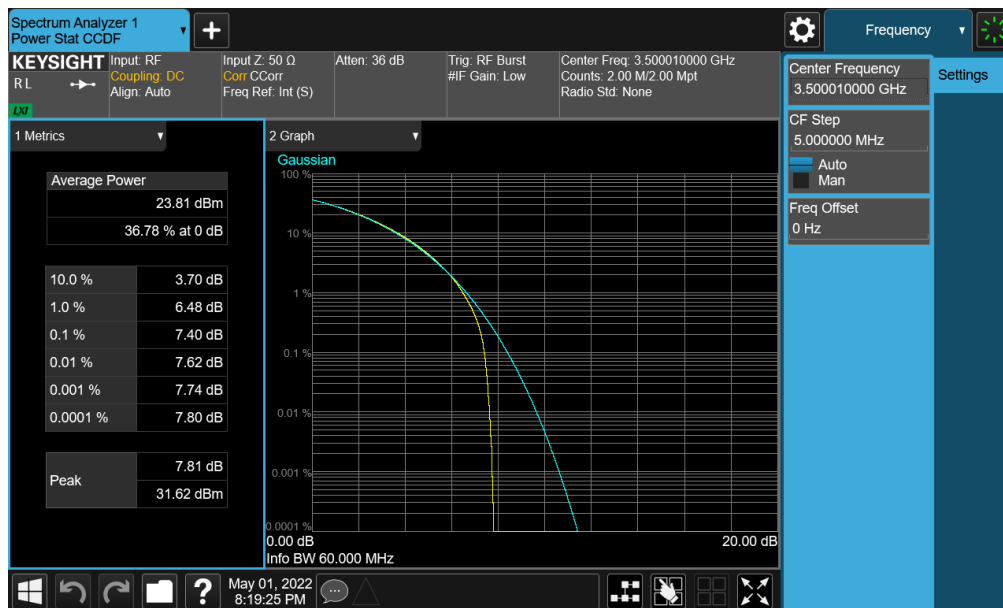 Spectrum Analyzer 1
Power Stat CCDF
+
Frequency
KEYSIGHT
R L
LXI
Input: RF
Coupling: DC
Align: Auto
Input Z: 50 Ω
Corr CCorr
Freq Ref: Int (S)
Atten: 36 dB
Trig: RF Burst
#IF Gain: Low
Center Freq: 3.500010000 GHz
Counts: 2.00 M/2.00 Mpt
Radio Std: None
Center Frequency
3.500010000 GHz
Settings
CF Step
5.000000 MHz
Auto
Man
Freq Offset
0 Hz
1 Metrics
Average Power
23.81 dBm
36.78 % at 0 dB
10.0 % 3.70 dB
1.0 % 6.48 dB
0.1 % 7.40 dB
0.01 % 7.62 dB
0.001 % 7.74 dB
0.0001 % 7.80 dB
Peak
7.81 dB
31.62 dBm
2 Graph
Gaussian
100 %
10 %
1 %
0.1 %
0.01 %
0.001 %
0.0001 %
0.00 dB 20.00 dB
Info BW 60.000 MHz
?
May 01, 2022
8:19:25 PM